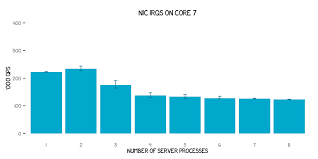 NIC IRQS ON CORE 7
400
300
200
100
0
'000 QPS
1 2 3 4 5 6 7 8
NUMBER OF SERVER PROCESSES